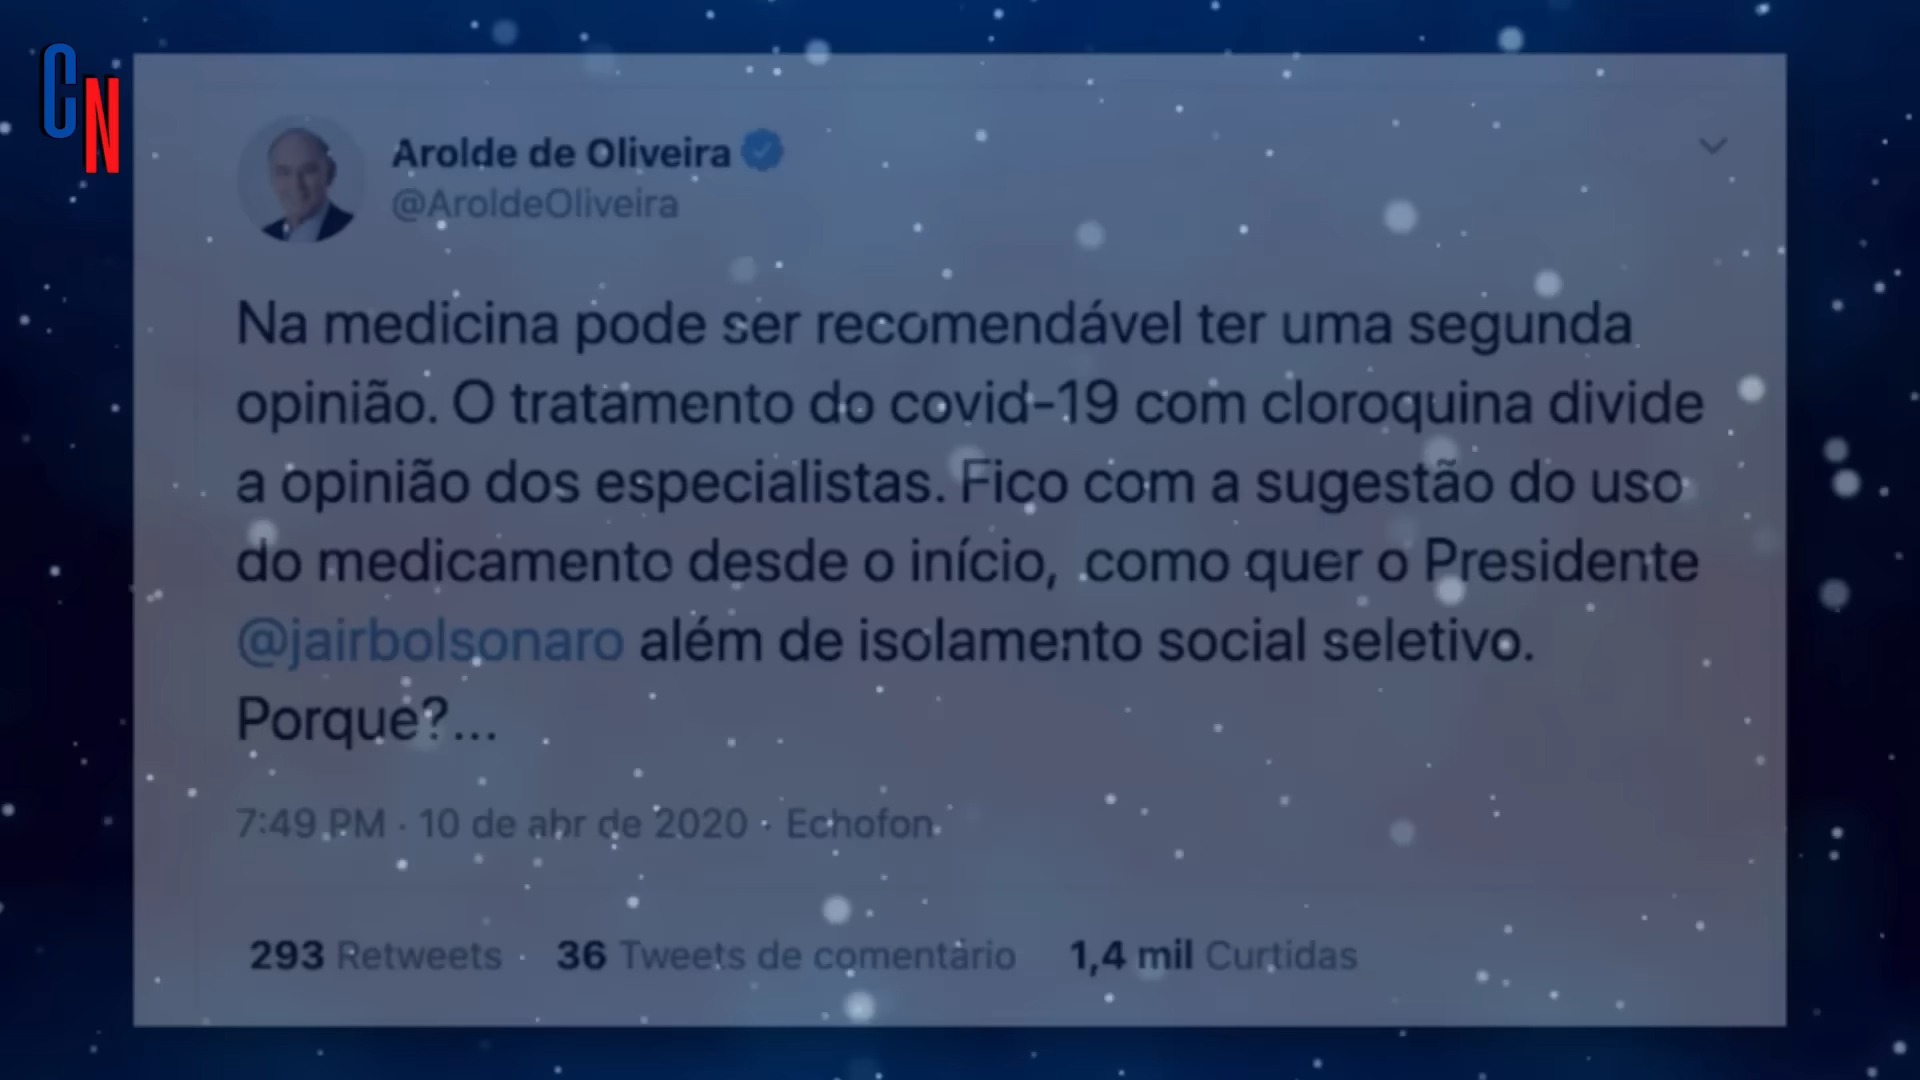 CN
Arolde de Oliveira
@AroldeOliveira
Na medicina pode ser recomendável ter uma segunda
opinião. O tratamento do covid-19 com cloroquina divide
a opinião dos especialistas. Fico com a sugestão do uso
do medicamento desde o início, como quer o Presidente
@jairbolsonaro além de isolamento social seletivo.
Porque?...
7:49 PM · 10 de abr de 2020 · Echofon
293 Retweets 36 Tweets de comentário 1,4 mil Curtidas